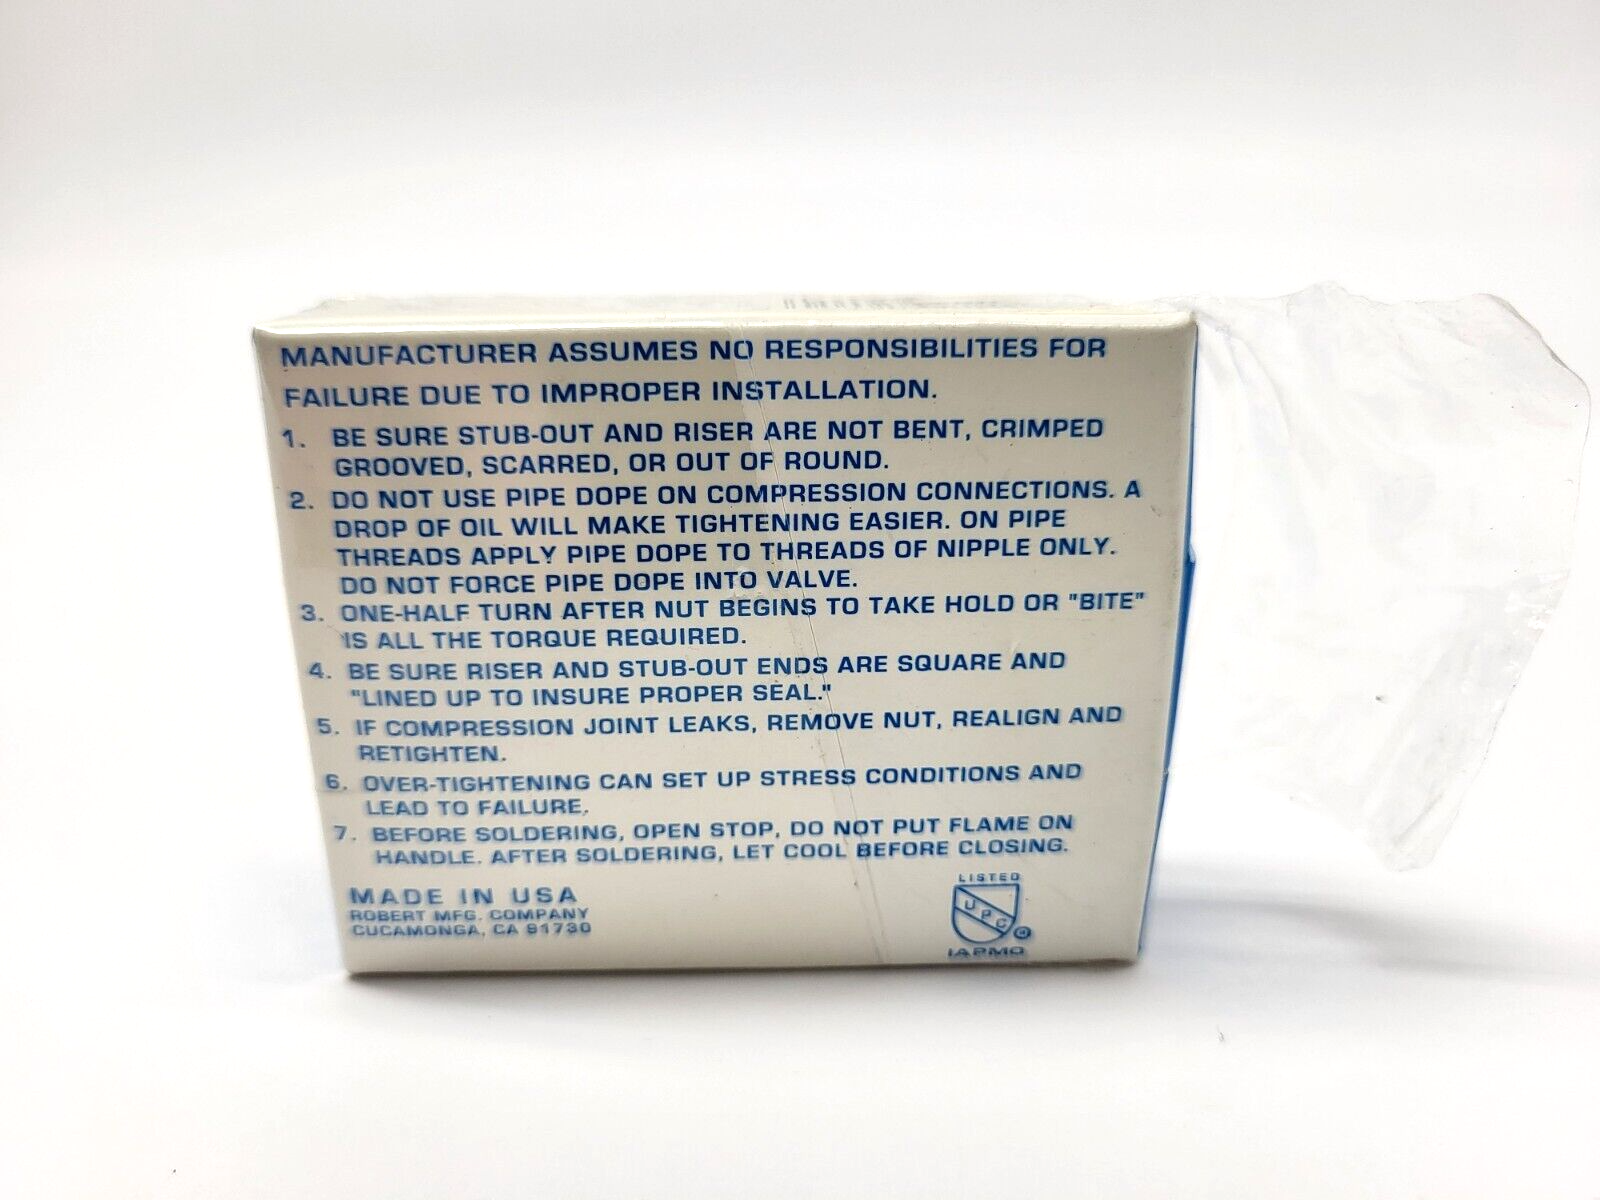 MANUFACTURER ASSUMES NO RESPONSIBILITIES FOR
FAILURE DUE TO IMPROPER INSTALLATION.
1. BE SURE STUB-OUT AND RISER ARE NOT BENT, CRIMPED
GROOVED, SCARRED, OR OUT OF ROUND.
2. DO NOT USE PIPE DOPE ON COMPRESSION CONNECTIONS. A
DROP OF OIL WILL MAKE TIGHTENING EASIER. ON PIPE
THREADS APPLY PIPE DOPE TO THREADS OF NIPPLE ONLY.
DO NOT FORCE PIPE DOPE INTO VALVE.
3. ONE-HALF TURN AFTER NUT BEGINS TO TAKE HOLD OR "BITE"
IS ALL THE TORQUE REQUIRED.
4. BE SURE RISER AND STUB-OUT ENDS ARE SQUARE AND
"LINED UP TO INSURE PROPER SEAL."
5. IF COMPRESSION JOINT LEAKS, REMOVE NUT, REALIGN AND
RETIGHTEN.
6. OVER-TIGHTENING CAN SET UP STRESS CONDITIONS AND
LEAD TO FAILURE.
7. BEFORE SOLDERING, OPEN STOP, DO NOT PUT FLAME ON
HANDLE. AFTER SOLDERING, LET COOL BEFORE CLOSING.
MADE IN USA
ROBERT MFG. COMPANY
CUCAMONGA, CA 91730
LISTED
UPC ®
IAPMO